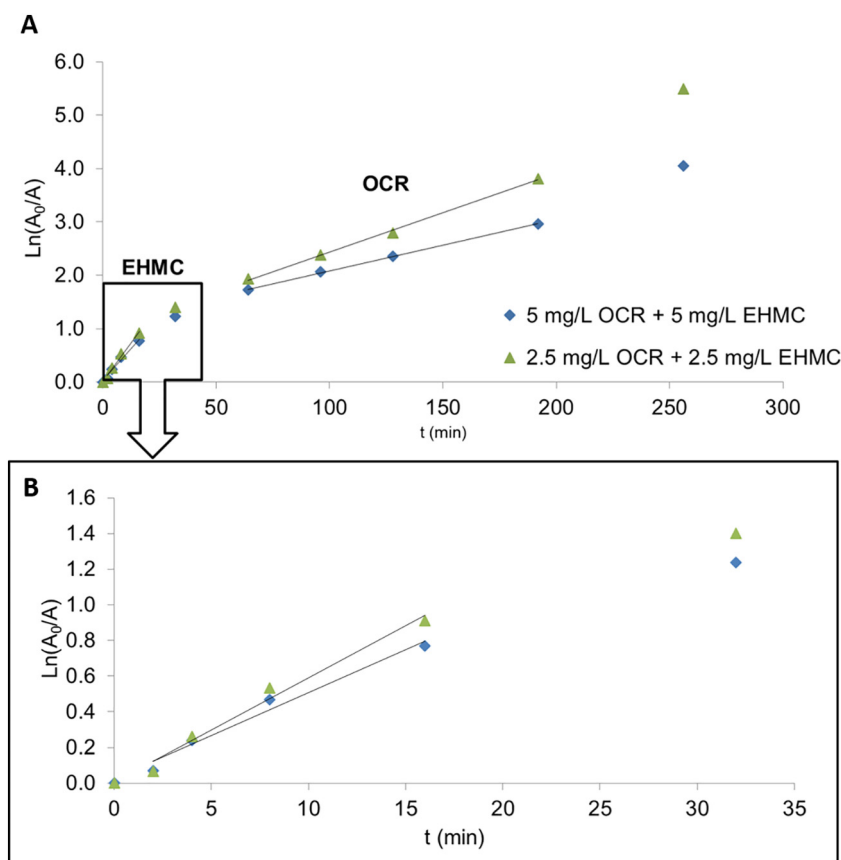 A
6.0
5.0
4.0
3.0
2.0
1.0
0.0
Ln(A₀/A)
OCR
EHMC
5 mg/L OCR + 5 mg/L EHMC
2.5 mg/L OCR + 2.5 mg/L EHMC
0 50 100 150 200 250 300
t (min)
B
1.6
1.4
1.2
1.0
0.8
0.6
0.4
0.2
0.0
Ln(A₀/A)
0 5 10 15 20 25 30 35
t (min)